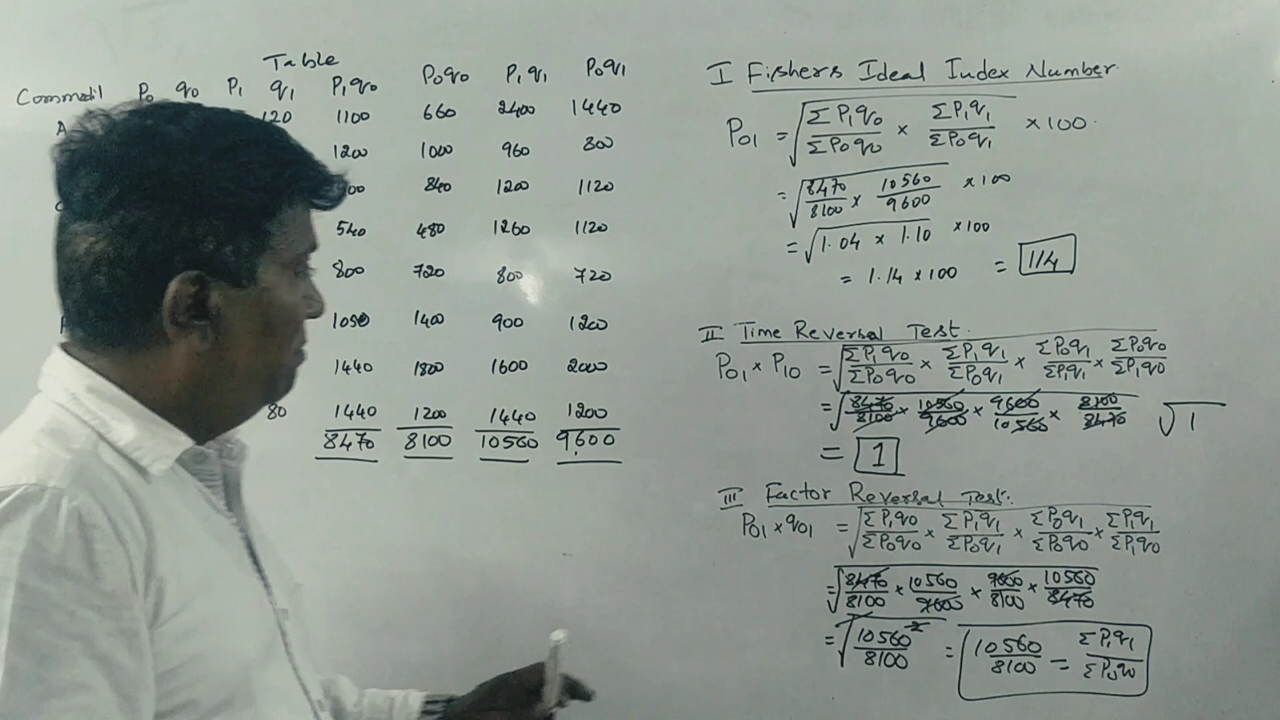 Table
Commodit P0 q0 P1 q1 P1q0 P0q0 P1q1 P0q1
A 120 1100 660 2400 1440
1200 1000 960 800
00 840 1200 1120
540 480 1260 1120
800 720 800 720
1050 1400 900 1200
1440 1800 1600 2000
80 1440 1200 1440 1200
8470 8100 10560 9600
I Fishers Ideal Index Number
P01 = √(ΣP1q0/ΣP0q0 × ΣP1q1/ΣP0q1) × 100
= √(8470/8100 × 10560/9600) × 100
= √(1.04 × 1.10) × 100
= 1.14 × 100 = 114
II Time Reversal Test.
P01 × P10 = √(ΣP1q0/ΣP0q0 × ΣP1q1/ΣP0q1 × ΣP0q1/ΣP1q1 × ΣP0q0/ΣP1q0)
= √(8470/8100 × 10560/9600 × 9600/10560 × 8100/8470) √1
= 1
III Factor Reversal Test:
P01 × q01 = √(ΣP1q0/ΣP0q0 × ΣP1q1/ΣP0q1 × ΣP0q1/ΣP0q0 × ΣP1q1/ΣP1q0)
= √(8470/8100 × 10560/9600 × 9600/8100 × 10560/8470)
= √(10560/8100)² = 10560/8100 = ΣP1q1/ΣP0q0